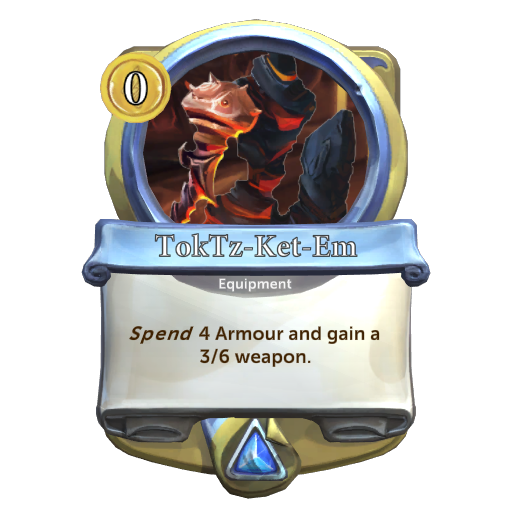 0
TokTz-Ket-Em
Equipment
Spend 4 Armour and gain a
3/6 weapon.